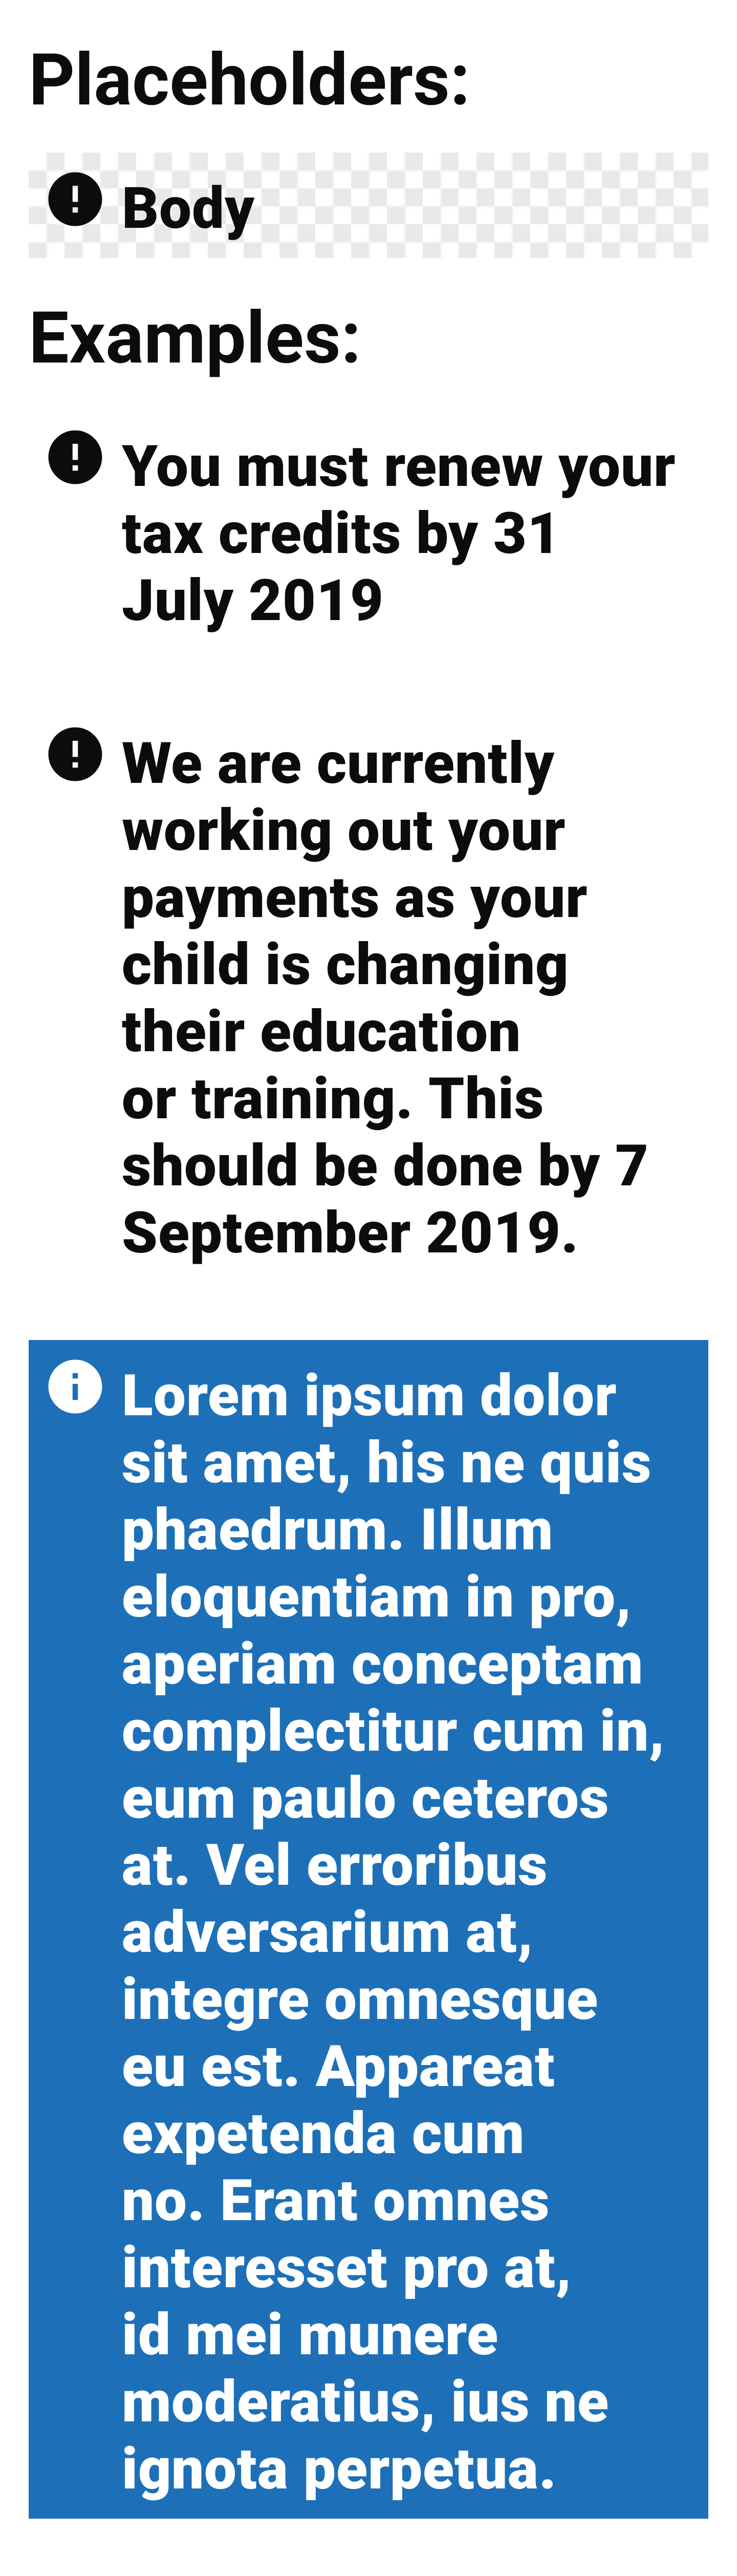 Placeholders:
! Body
Examples:
! You must renew your
tax credits by 31
July 2019
! We are currently
working out your
payments as your
child is changing
their education
or training. This
should be done by 7
September 2019.
i Lorem ipsum dolor
sit amet, his ne quis
phaedrum. Illum
eloquentiam in pro,
aperiam conceptam
complectitur cum in,
eum paulo ceteros
at. Vel erroribus
adversarium at,
integre omnesque
eu est. Appareat
expetenda cum
no. Erant omnes
interesset pro at,
id mei munere
moderatius, ius ne
ignota perpetua.